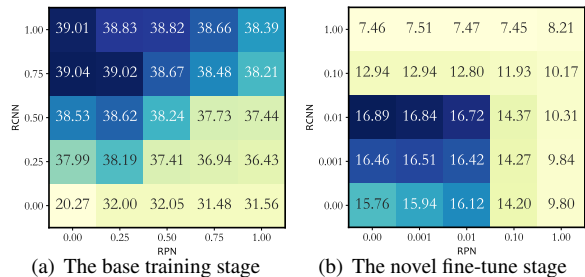 RCNN
1.00 39.01 38.83 38.82 38.66 38.39
0.75 39.04 39.02 38.67 38.48 38.21
0.50 38.53 38.62 38.24 37.73 37.44
0.25 37.99 38.19 37.41 36.94 36.43
0.00 20.27 32.00 32.05 31.48 31.56
0.00 0.25 0.50 0.75 1.00
RPN
(a) The base training stage
RCNN
1.00 7.46 7.51 7.47 7.45 8.21
0.10 12.94 12.94 12.80 11.93 10.17
0.01 16.89 16.84 16.72 14.37 10.31
0.001 16.46 16.51 16.42 14.27 9.84
0.00 15.76 15.94 16.12 14.20 9.80
0.00 0.001 0.01 0.10 1.00
RPN
(b) The novel fine-tune stage